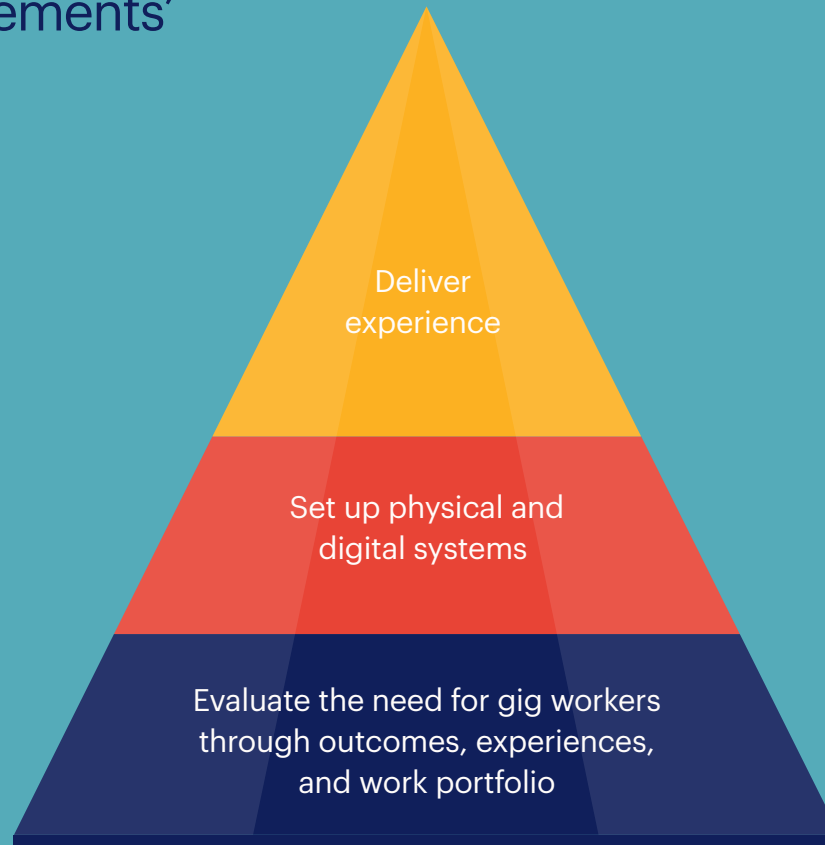 ements’
Deliver
experience
Set up physical and
digital systems
Evaluate the need for gig workers
through outcomes, experiences,
and work portfolio